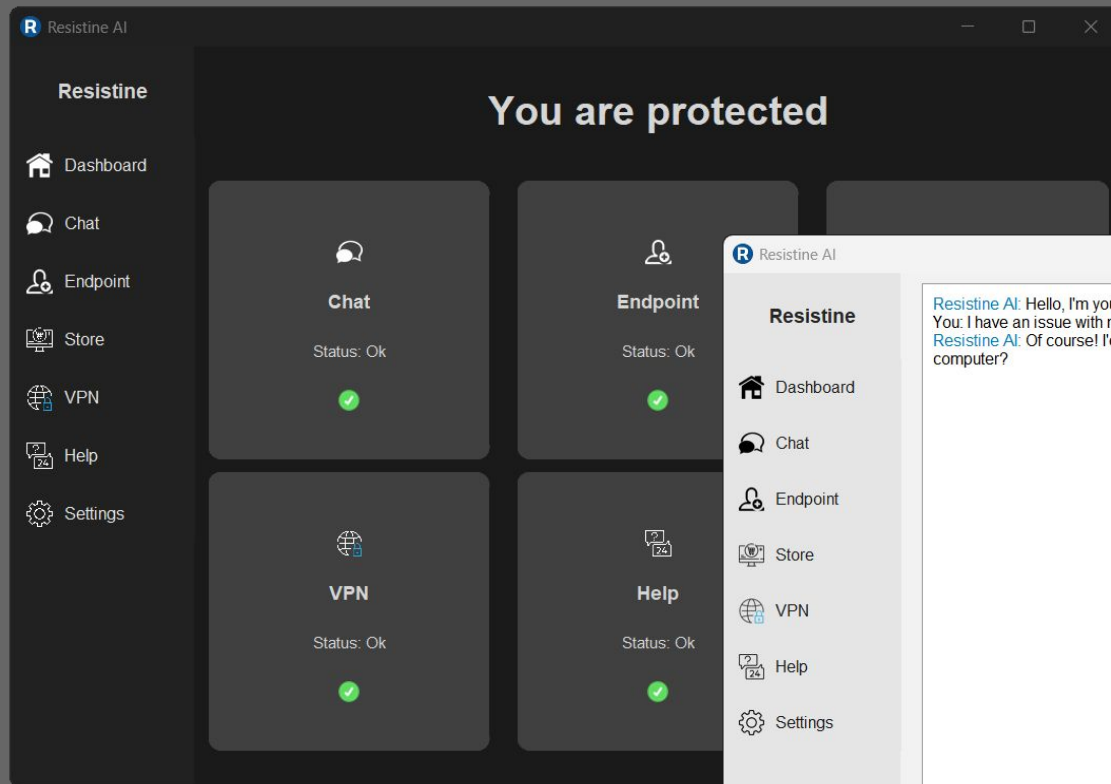 Resistine AI
Resistine
Dashboard
Chat
Endpoint
Store
VPN
Help
Settings
You are protected
Chat
Status: Ok
Endpoint
Status: Ok
VPN
Status: Ok
Help
Status: Ok
Resistine AI
Resistine
Dashboard
Chat
Endpoint
Store
VPN
Help
Settings
Resistine AI: Hello, I'm
You: I have an issue with
Resistine AI: Of course!
computer?